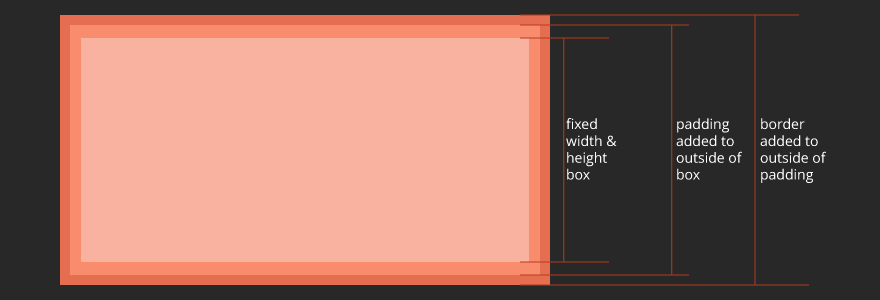 fixed
width &
height
box
padding
added to
outside of
box
border
added to
outside of
padding